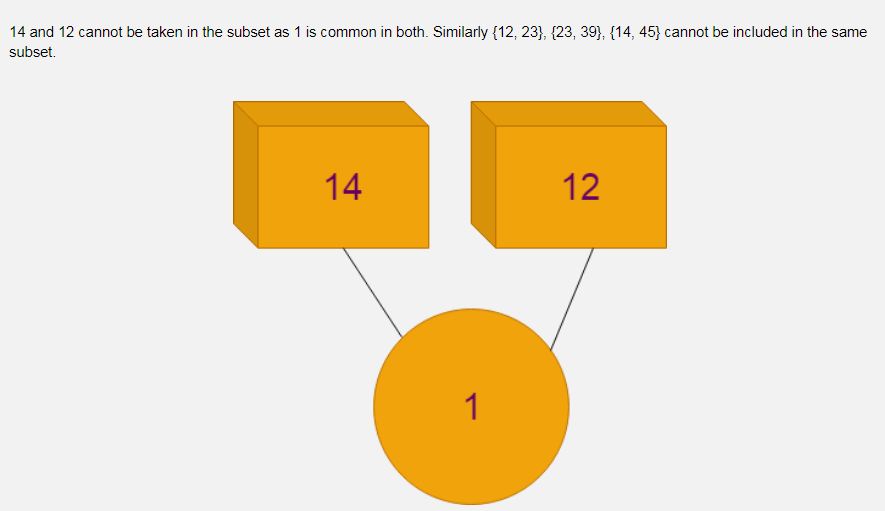 14 and 12 cannot be taken in the subset as 1 is common in both. Similarly {12, 23}, {23, 39}, {14, 45} cannot be included in the same
subset.
14 12
1